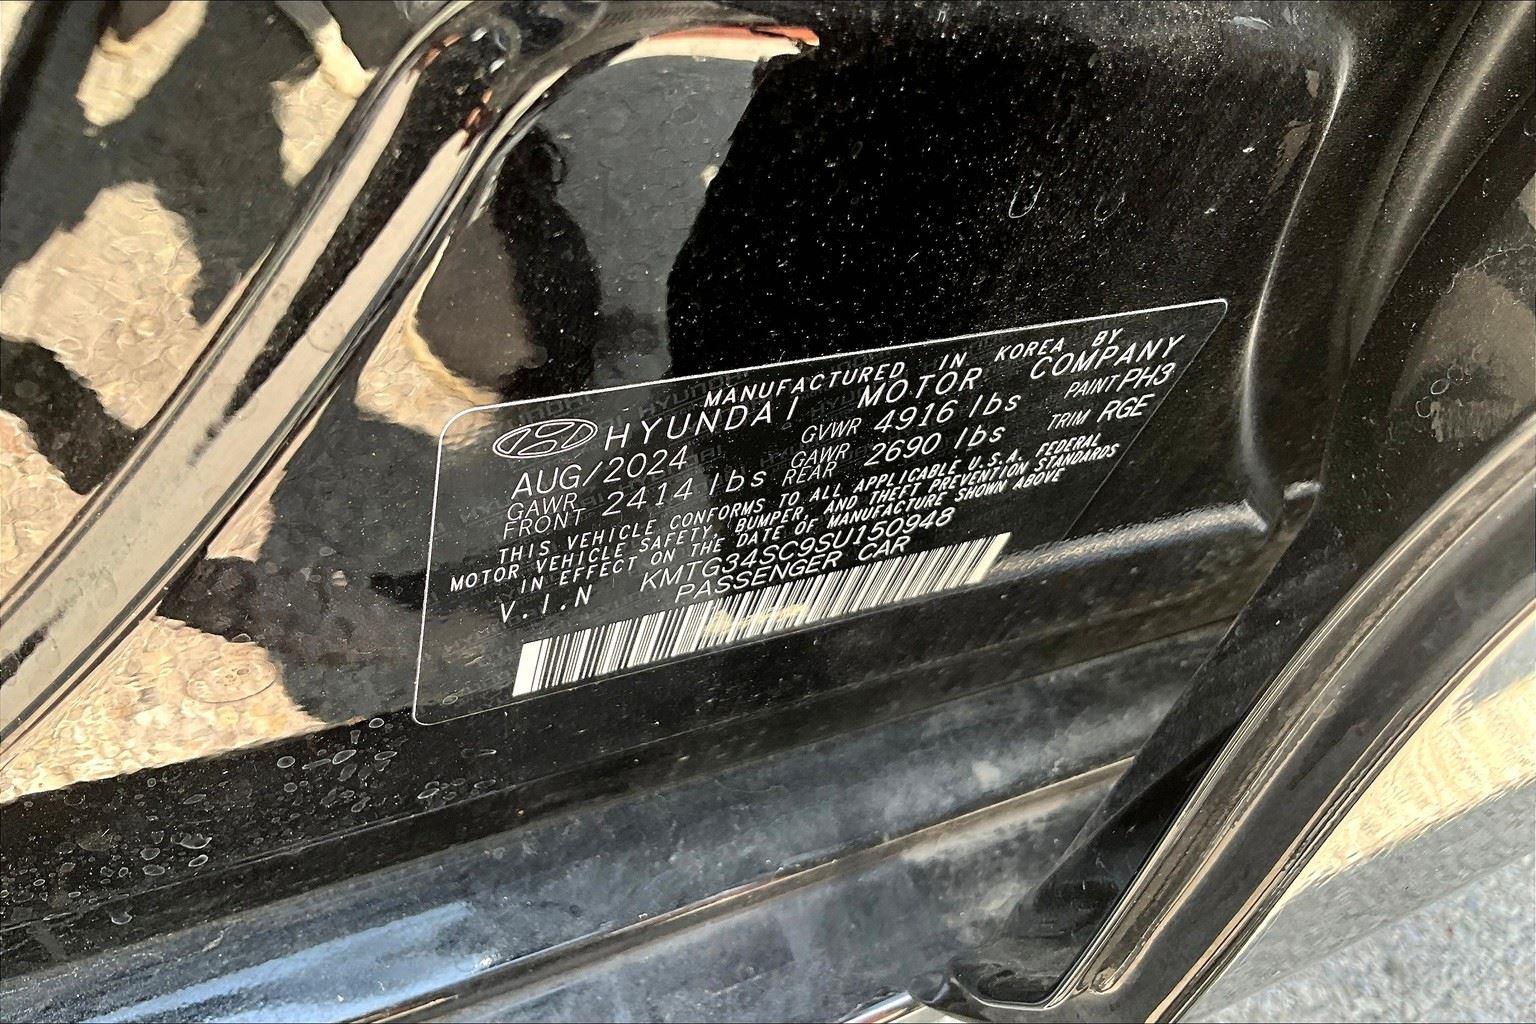 MANUFACTURED IN KOREA BY
HYUNDAI MOTOR COMPANY
AUG/2024 GVWR 4916 lbs PAINT PH3
GAWR FRONT 2414 lbs GAWR REAR 2690 lbs TRIM RGE
THIS VEHICLE CONFORMS TO ALL APPLICABLE U.S.A. FEDERAL
MOTOR VEHICLE SAFETY, BUMPER, AND THEFT PREVENTION STANDARDS
IN EFFECT ON THE DATE OF MANUFACTURE SHOWN ABOVE
V.I.N KMTG34SC9SU150948
PASSENGER CAR